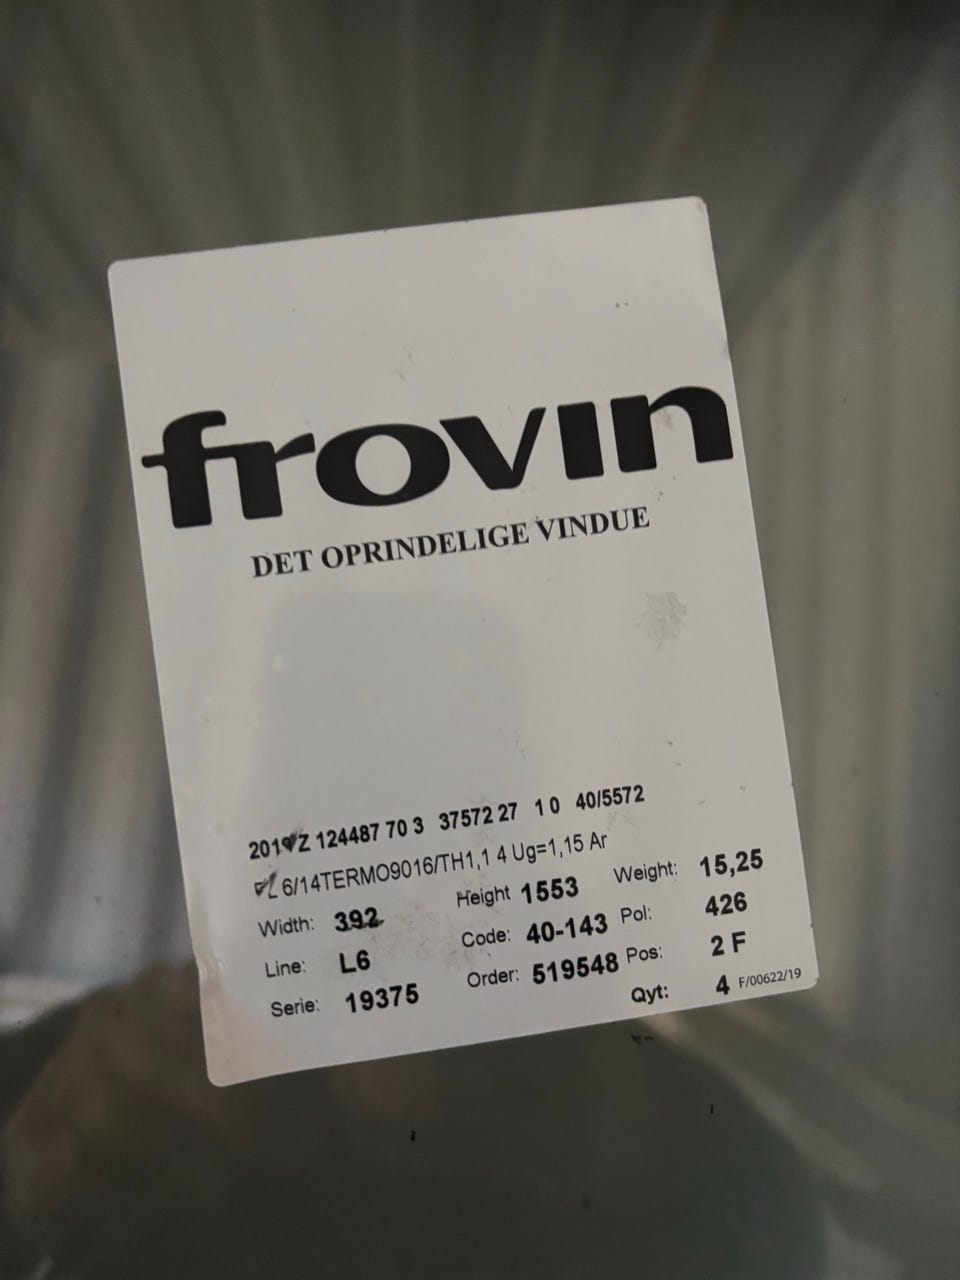 frovin
DET OPRINDELIGE VINDUE
2019 Z 124487 70 3 37572 27 1 0 40/5572
6/14TERMO9016/TH1,1 4 Ug=1,15 Ar
Width: 392 Height 1553 Weight: 15,25
Line: L6 Code: 40-143 Pol: 426
Serie: 19375 Order: 519548 Pos: 2 F
Qyt: 4 F/00622/19